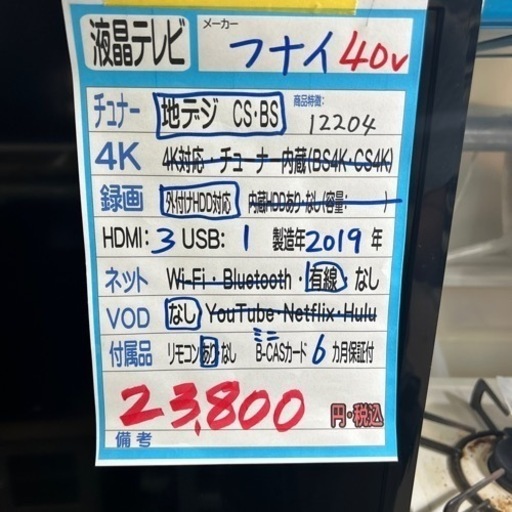 液晶テレビ メーカー フナイ 40v
チューナー 地デジ CS・BS 商品特徴: 12204
4K 4K対応・チューナー内蔵(BS4K・CS4K)
録画 外付けHDD対応 内蔵HDDあり・なし(容量: )
HDMI: 3 USB: 1 製造年 2019 年
ネット Wi-Fi・Bluetooth・有線・なし
VOD なし YouTube・Netflix・Hulu
付属品 リモコン あり・なし ミニ B-CASカード 6 カ月保証付
23,800 円・税込
備考